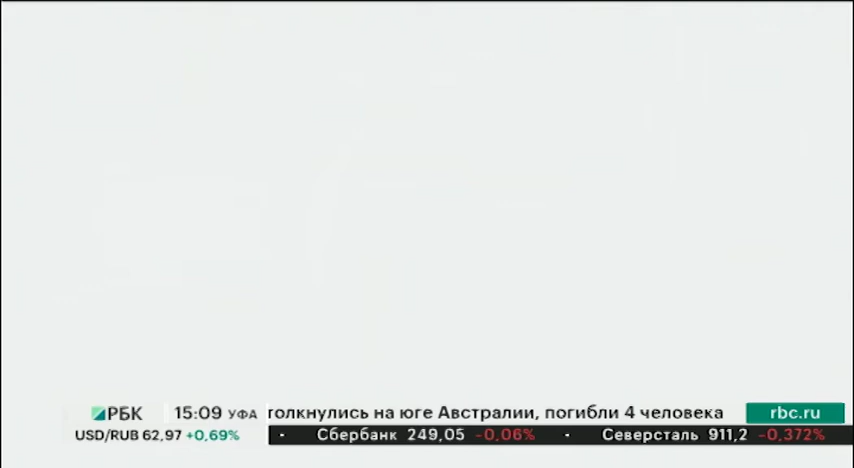 РБК 15:09 УФА толкнулись на юге Австралии, погибли 4 человека rbc.ru
USD/RUB 62,97 +0,69% · Сбербанк 249,05 -0,06% · Северсталь 911,2 -0,372%